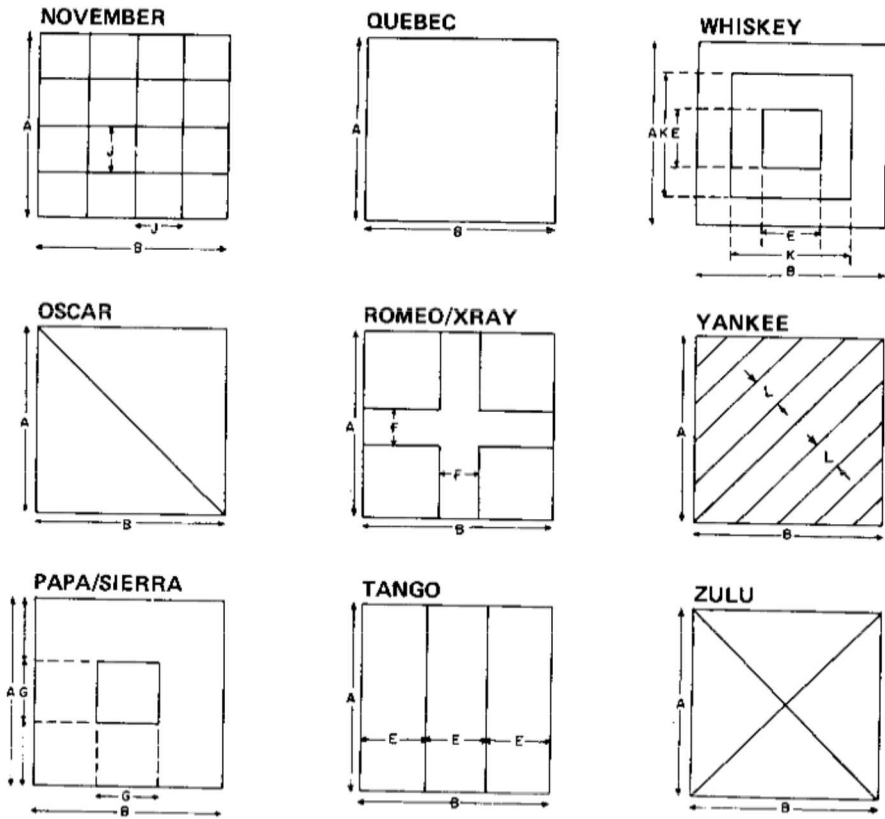 NOVEMBER
A
J
J
B
QUEBEC
A
B
WHISKEY
A K E
E
K
B
OSCAR
A
B
ROMEO/XRAY
A
F
F
B
YANKEE
A
L
L
B
PAPA/SIERRA
A G
G
B
TANGO
A
E E E
B
ZULU
A
B